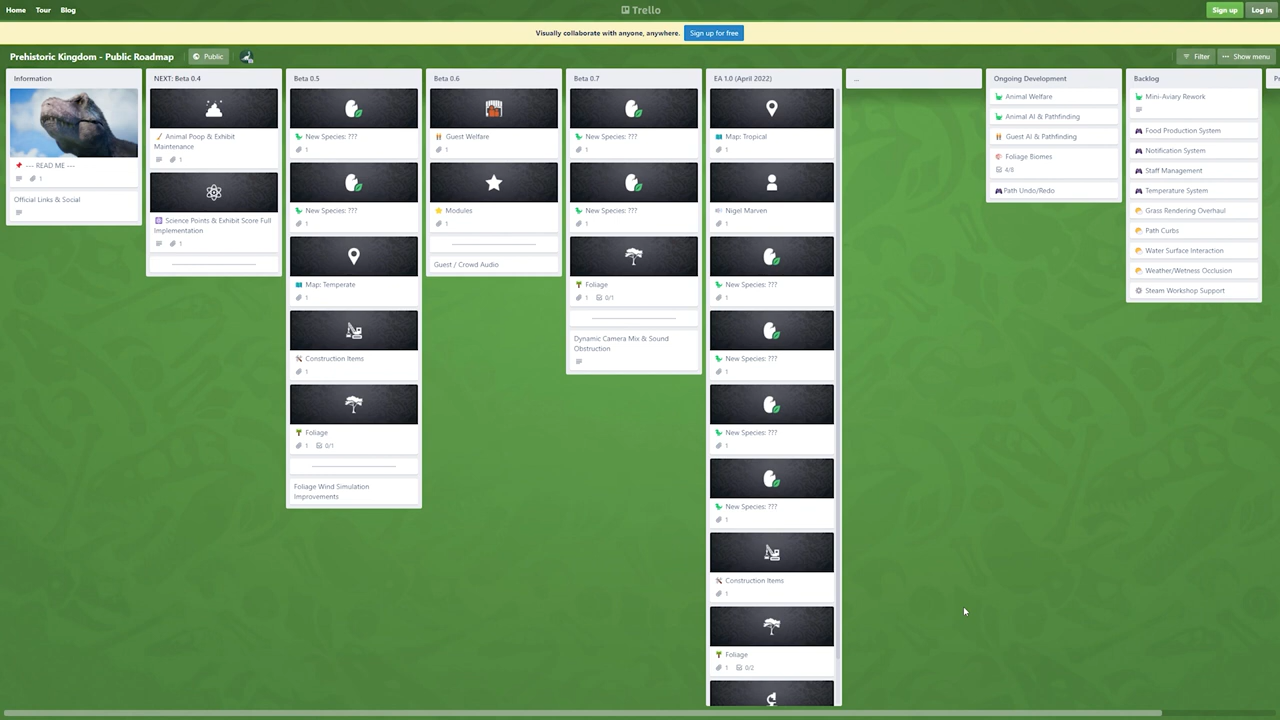 Home Tour Blog
Trello
Sign up Log in
Visually collaborate with anyone, anywhere. Sign up for free
Prehistoric Kingdom - Public Roadmap
Public
Filter
Show menu
Information
--- READ ME ---
1
Official Links & Social
NEXT: Beta 0.4
Animal Poop & Exhibit
Maintenance
1
Science Points & Exhibit Score Full
Implementation
1
Beta 0.5
New Species: ???
1
New Species: ???
1
Map: Temperate
1
Construction Items
1
Foliage
1 0/1
Foliage Wind Simulation
Improvements
Beta 0.6
Guest Welfare
1
Modules
1
Guest / Crowd Audio
Beta 0.7
New Species: ???
1
New Species: ???
1
Foliage
1 0/1
Dynamic Camera Mix & Sound
Obstruction
EA 1.0 (April 2022)
Map: Tropical
1
Nigel Marven
1
New Species: ???
1
New Species: ???
1
New Species: ???
1
New Species: ???
1
Construction Items
1
Foliage
1 0/2
...
Ongoing Development
Animal Welfare
Animal AI & Pathfinding
Guest AI & Pathfinding
Foliage Biomes
4/8
Path Undo/Redo
Backlog
Mini-Aviary Rework
Food Production System
Notification System
Staff Management
Temperature System
Grass Rendering Overhaul
Path Curbs
Water Surface Interaction
Weather/Wetness Occlusion
Steam Workshop Support